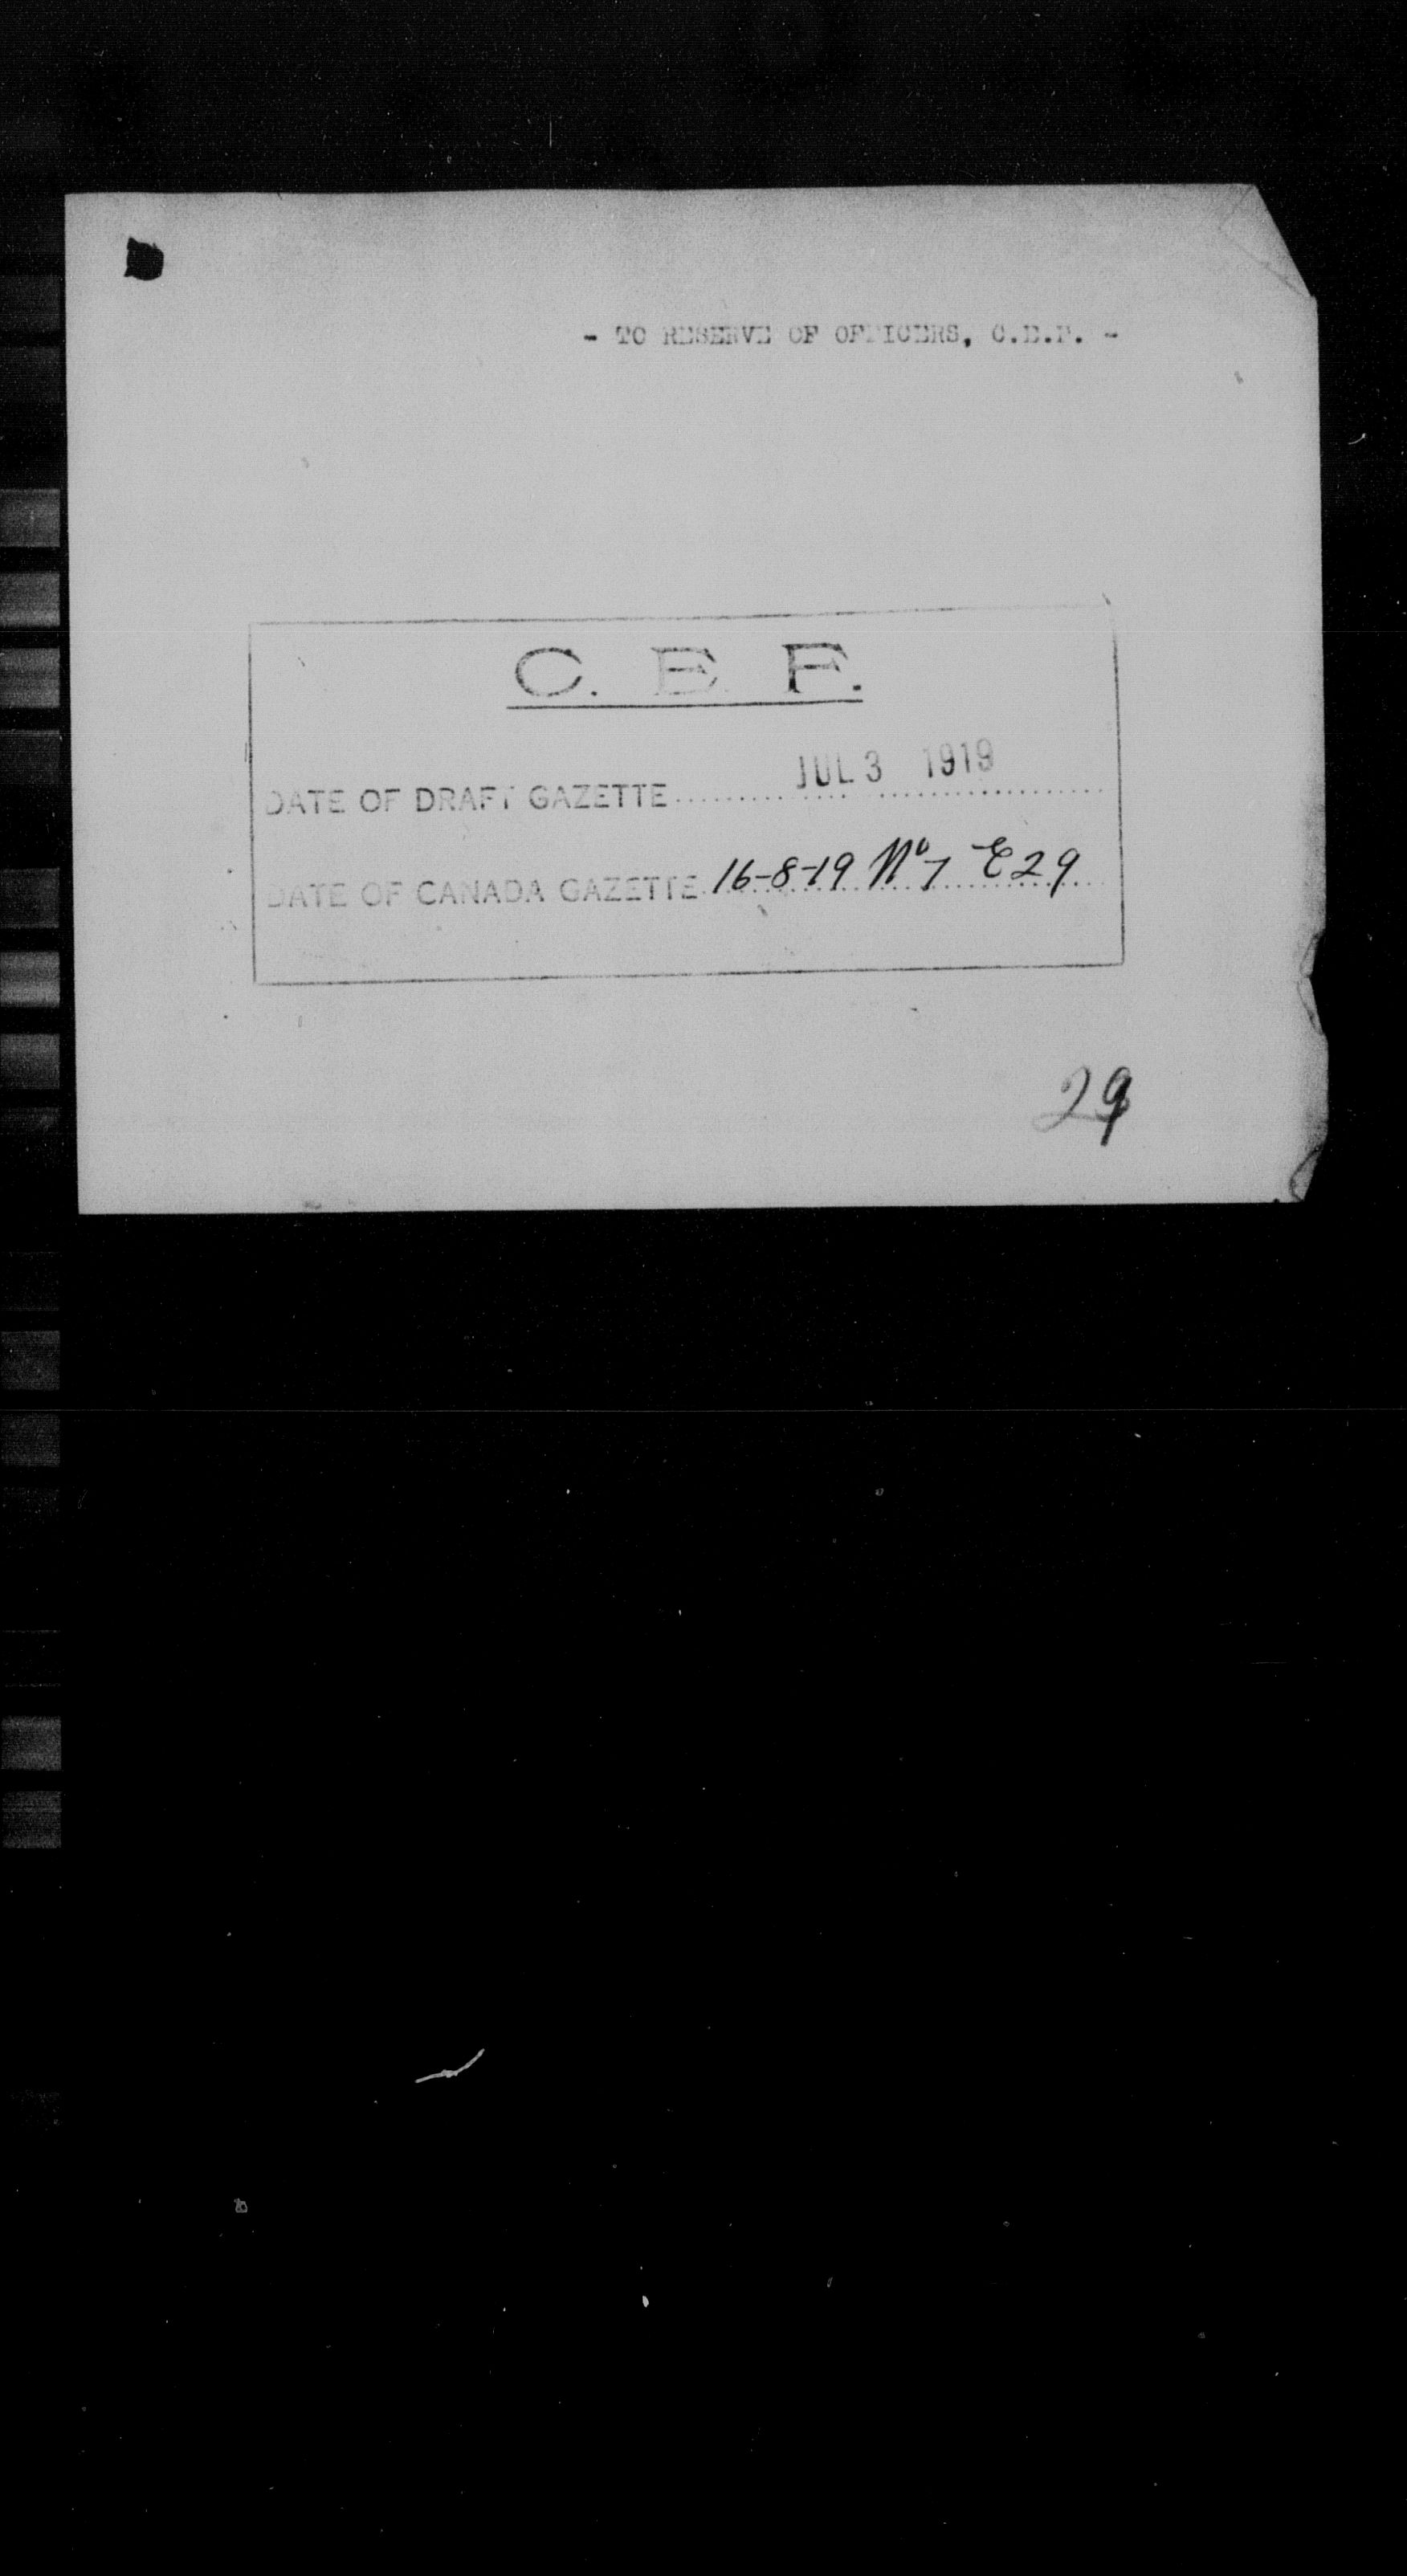 - TO RESERVE OF OFFICERS, C.E.F. -
C. E. F.
DATE OF DRAFT GAZETTE JUL 3 1919
DATE OF CANADA GAZETTE 16-8-19 Nº 7 E29
29